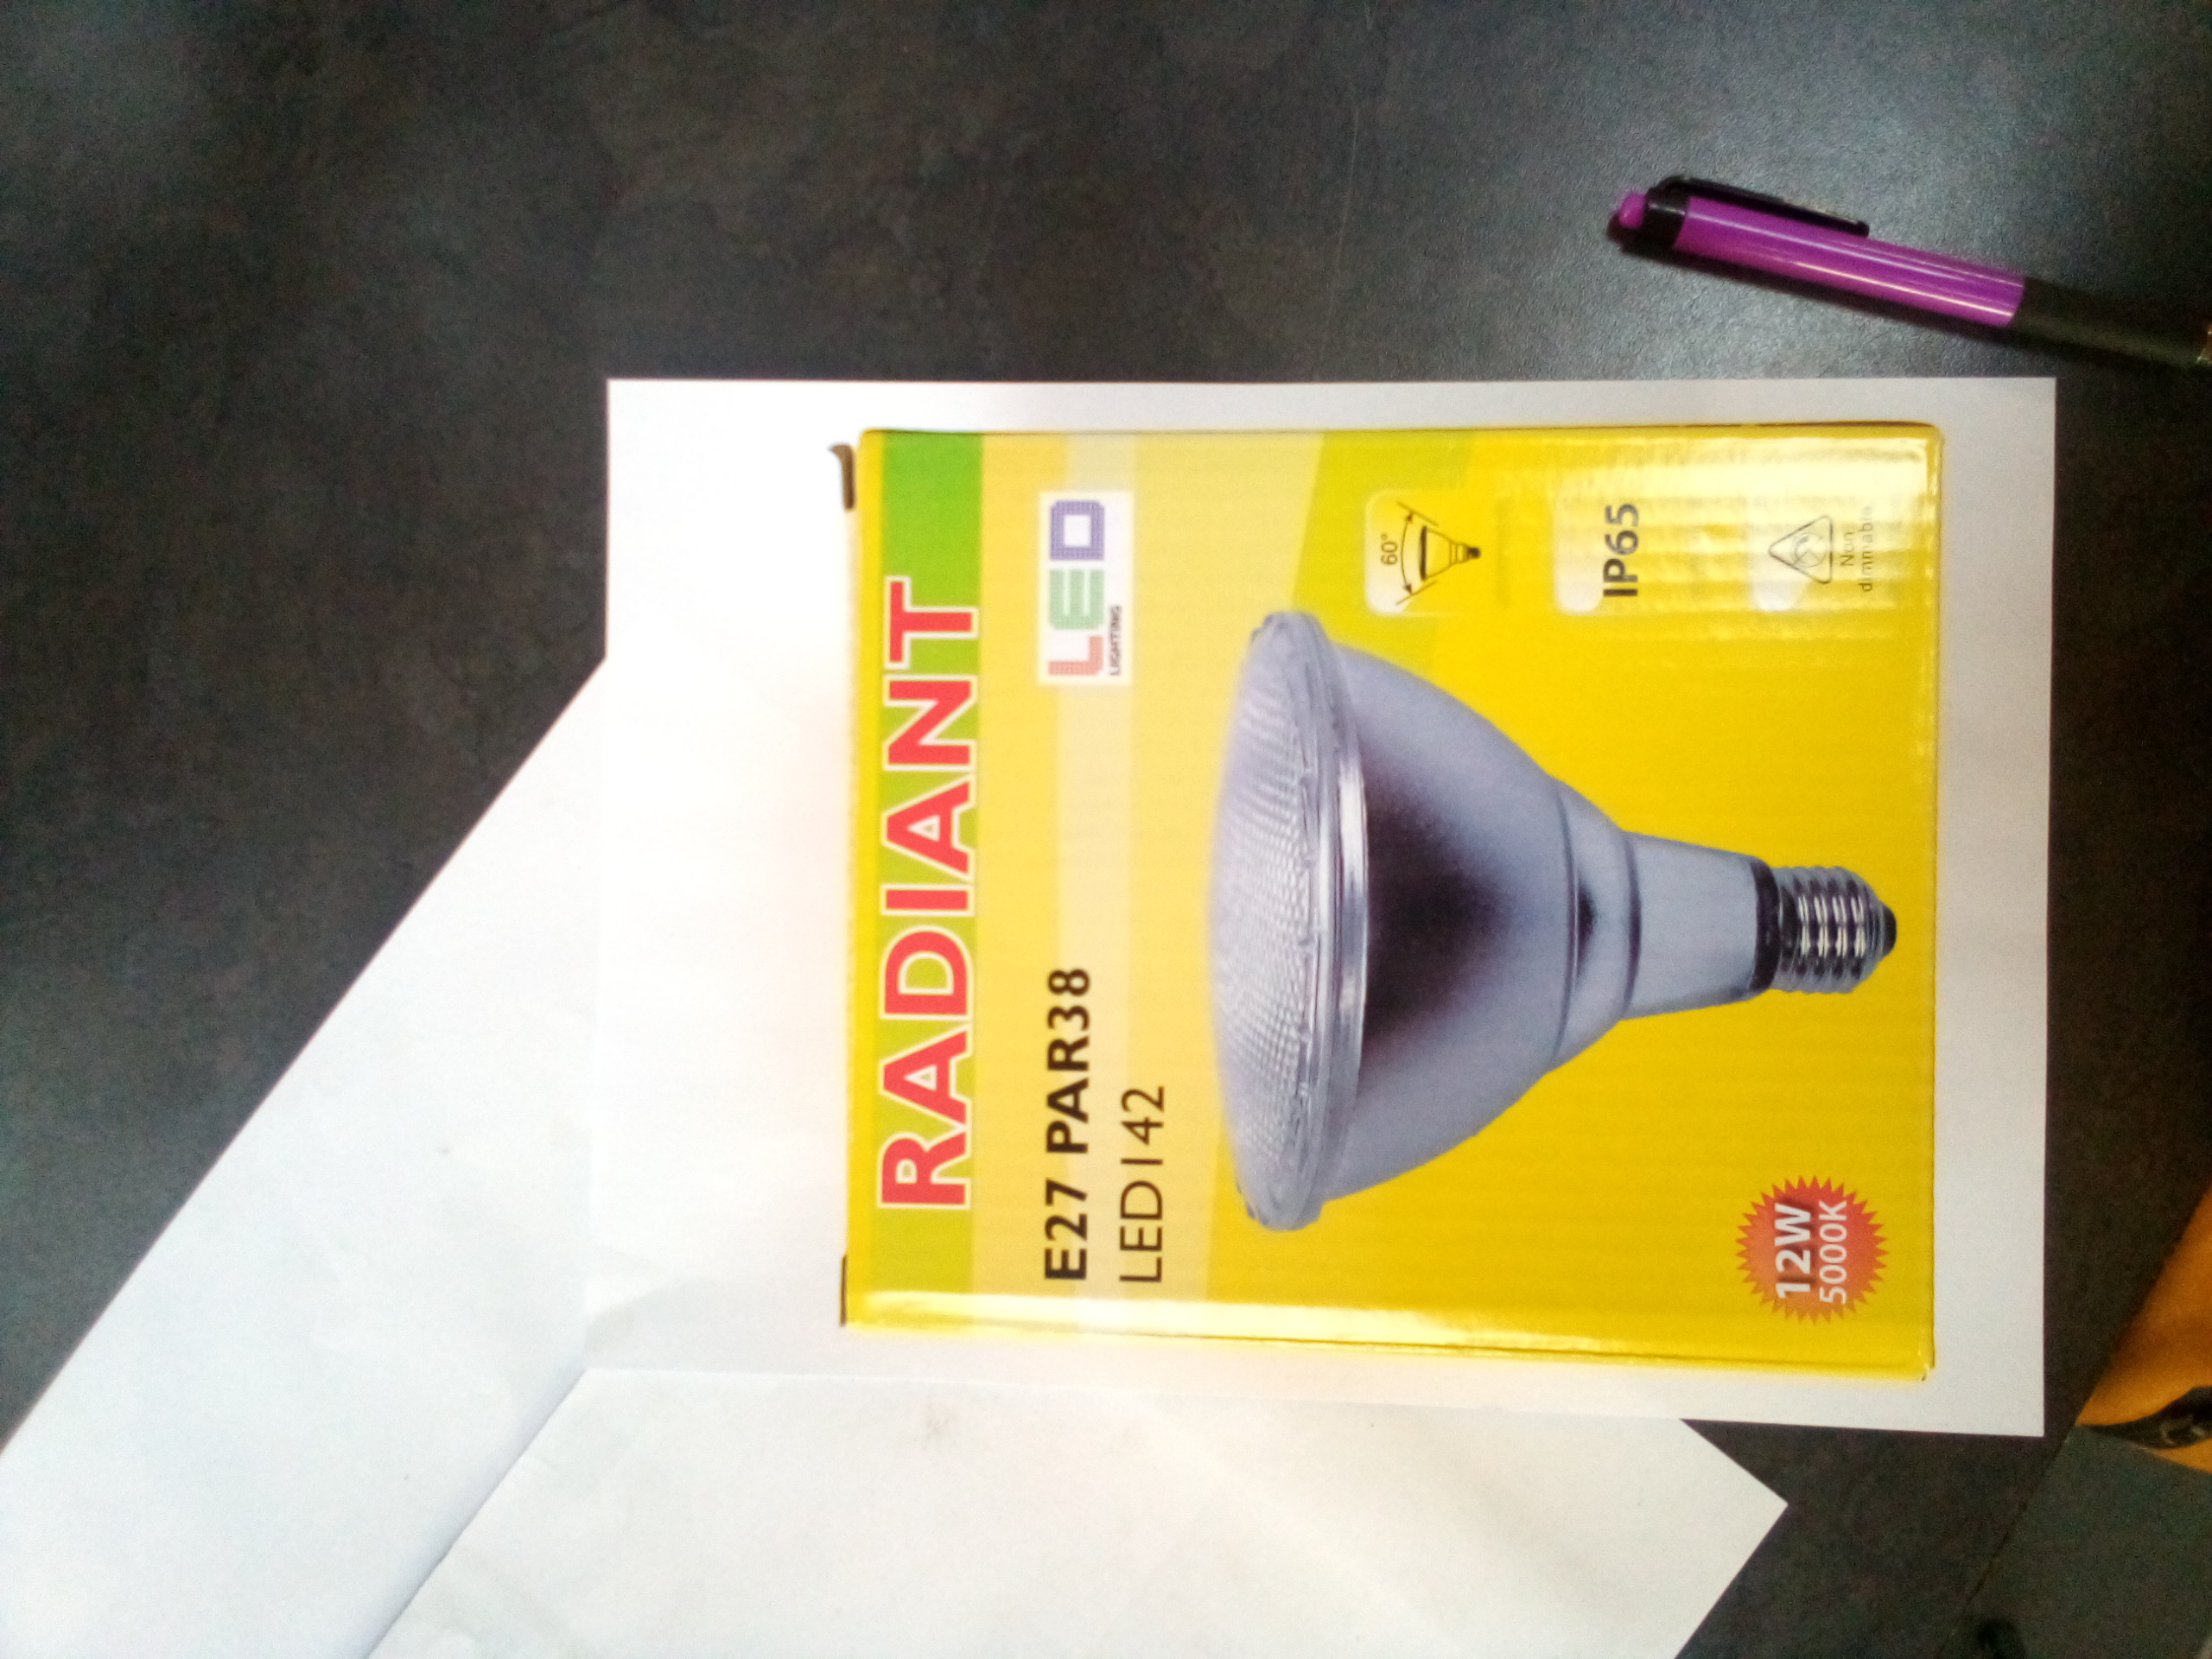 RADIANT
LED
LIGHTING
E27 PAR38
LED142
60°
IP65
Non
dimmable
12W
5000K